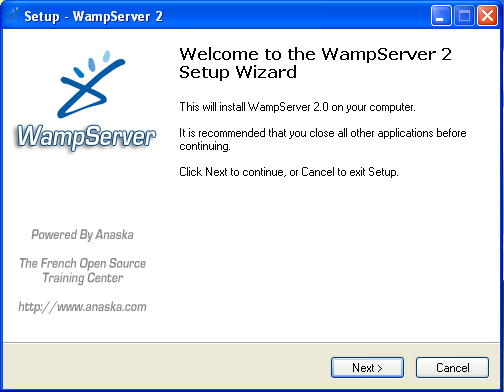 Setup - WampServer 2
Welcome to the WampServer 2
Setup Wizard
This will install WampServer 2.0 on your computer.
It is recommended that you close all other applications before
continuing.
Click Next to continue, or Cancel to exit Setup.
WampServer
Powered By Anaska
The French Open Source
Training Center
http://www.anaska.com
Next >
Cancel